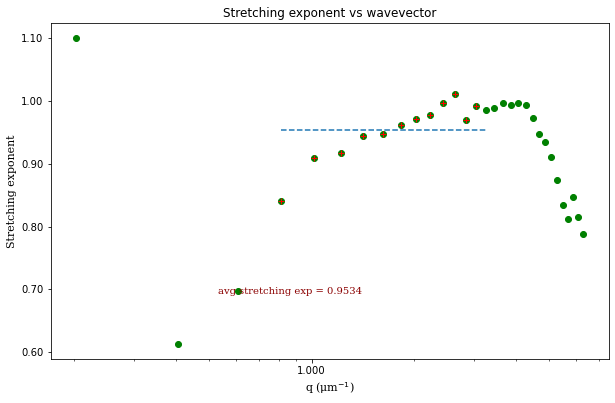 Stretching exponent vs wavevector
1.10
1.00
0.90
0.80
0.70
0.60
Stretching exponent
avg stretching exp = 0.9534
1.000
q (μm⁻¹)